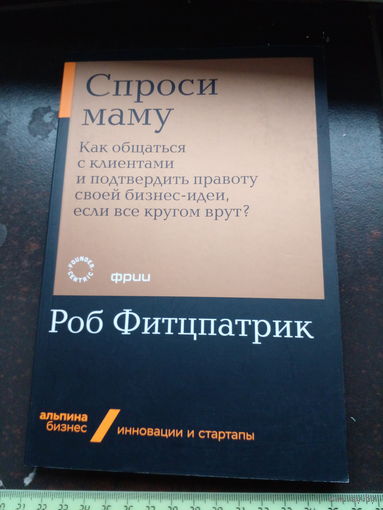 Спроси
маму
Как общаться
с клиентами
и подтвердить правоту
своей бизнес-идеи,
если все кругом врут?
FOUNDER CENTRIC
фрии
Роб Фитцпатрик
альпина
бизнес
инновации и стартапы